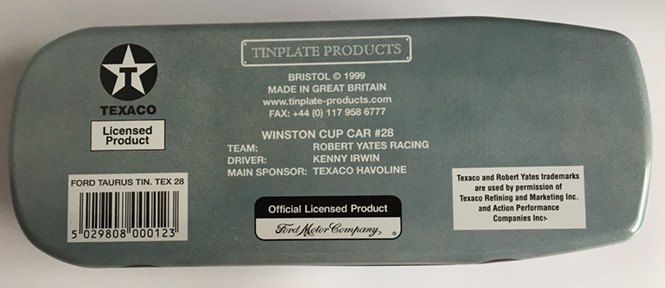 TINPLATE PRODUCTS
BRISTOL © 1999
MADE IN GREAT BRITAIN
www.tinplate-products.com
FAX: +44 (0) 117 958 6777
T
TEXACO
Licensed
Product
WINSTON CUP CAR #28
TEAM: ROBERT YATES RACING
DRIVER: KENNY IRWIN
MAIN SPONSOR: TEXACO HAVOLINE
FORD TAURUS TIN. TEX 28
5 029808 000123
Official Licensed Product
Ford Motor Company, ®
Texaco and Robert Yates trademarks
are used by permission of
Texaco Refining and Marketing Inc.
and Action Performance
Companies Inc.